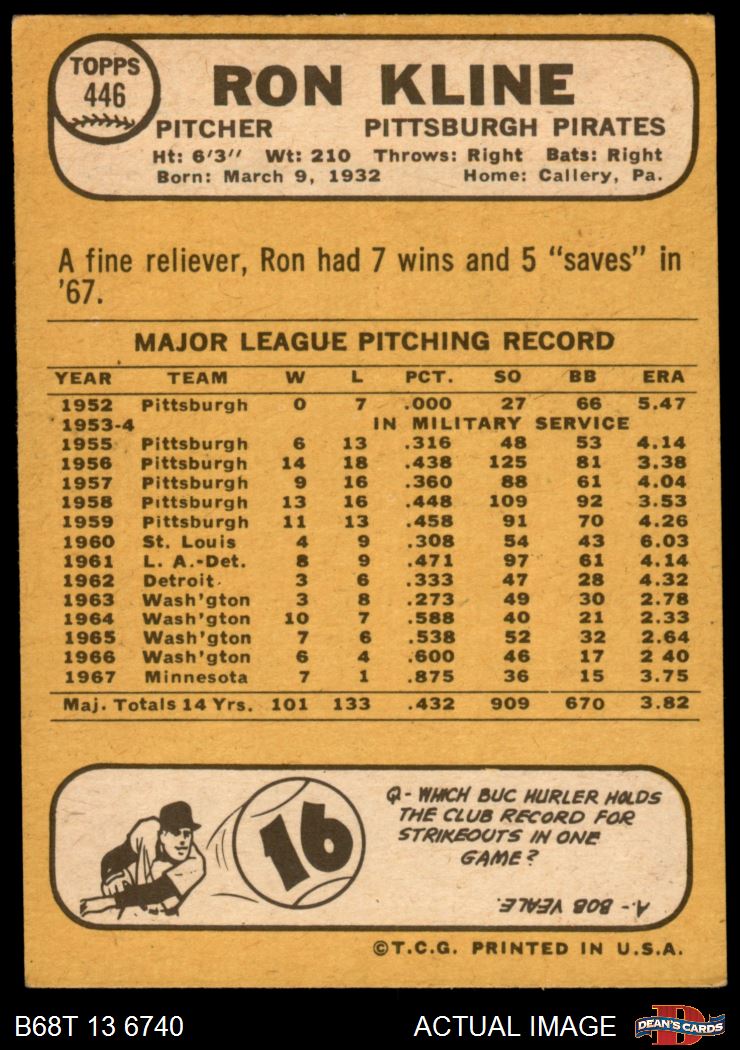 TOPPS
446
RON KLINE
PITCHER PITTSBURGH PIRATES
Ht: 6'3" Wt: 210 Throws: Right Bats: Right
Born: March 9, 1932 Home: Callery, Pa.
A fine reliever, Ron had 7 wins and 5 "saves" in
'67.
MAJOR LEAGUE PITCHING RECORD
YEAR TEAM W L PCT. SO BB ERA
1952 Pittsburgh 0 7 .000 27 66 5.47
1953-4 IN MILITARY SERVICE
1955 Pittsburgh 6 13 .316 48 53 4.14
1956 Pittsburgh 14 18 .438 125 81 3.38
1957 Pittsburgh 9 16 .360 88 61 4.04
1958 Pittsburgh 13 16 .448 109 92 3.53
1959 Pittsburgh 11 13 .458 91 70 4.26
1960 St. Louis 4 9 .308 54 43 6.03
1961 L. A.-Det. 8 9 .471 97 61 4.14
1962 Detroit 3 6 .333 47 28 4.32
1963 Wash'gton 3 8 .273 49 30 2.78
1964 Wash'gton 10 7 .588 40 21 2.33
1965 Wash'gton 7 6 .538 52 32 2.64
1966 Wash'gton 6 4 .600 46 17 2 40
1967 Minnesota 7 1 .875 36 15 3.75
Maj. Totals 14 Yrs. 101 133 .432 909 670 3.82
16
Q- WHICH BUC HURLER HOLDS
THE CLUB RECORD FOR
STRIKEOUTS IN ONE
GAME?
A.- BOB VEALE.
©T.C.G. PRINTED IN U.S.A.
B68T 13 6740 ACTUAL IMAGE
D
DEAN'S CARDS